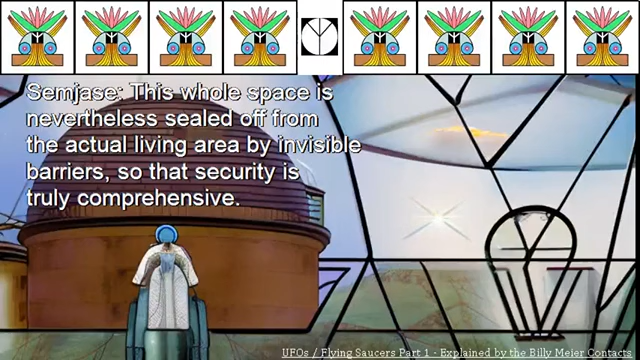 Semjase: This whole space is
nevertheless sealed off from
the actual living area by invisible
barriers, so that security is
truly comprehensive.
UFOs / Flying Saucers Part 1 - Explained by the Billy Meier Contacts